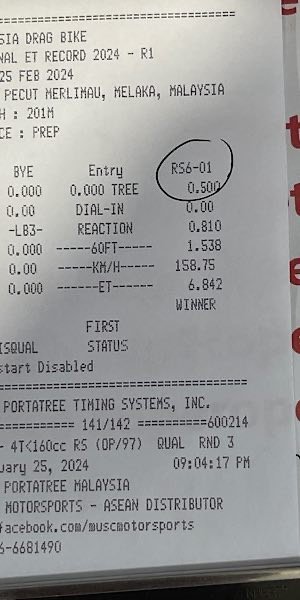 ===============================
SIA DRAG BIKE
NAL ET RECORD 2024 - R1
25 FEB 2024
PECUT MERLIMAU, MELAKA, MALAYSIA
H : 201M
CE : PREP
BYE Entry RS6-01
0.000 0.000 TREE 0.500
0.00 DIAL-IN 0.00
-LB3- REACTION 0.810
0.000 ------60FT----- 1.538
0.00 ------KM/H----- 158.75
0.000 -------ET------ 6.842
WINNER
FIRST
ISQUAL STATUS
start Disabled
===============================
PORTATREE TIMING SYSTEMS, INC.
========== 141/142 ==========600214
- 4T<160cc RS (OP/97) QUAL RND 3
uary 25, 2024 09:04:17 PM
PORTATREE MALAYSIA
MOTORSPORTS - ASEAN DISTRIBUTOR
facebook.com/muscmotorsports
6-6681490